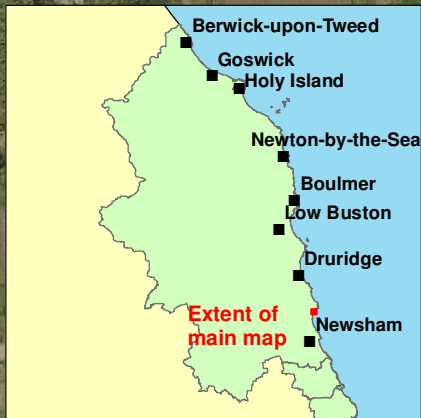 Berwick-upon-Tweed
Goswick
Holy Island
Newton-by-the-Sea
Boulmer
Low Buston
Druridge
Extent of
main map
Newsham